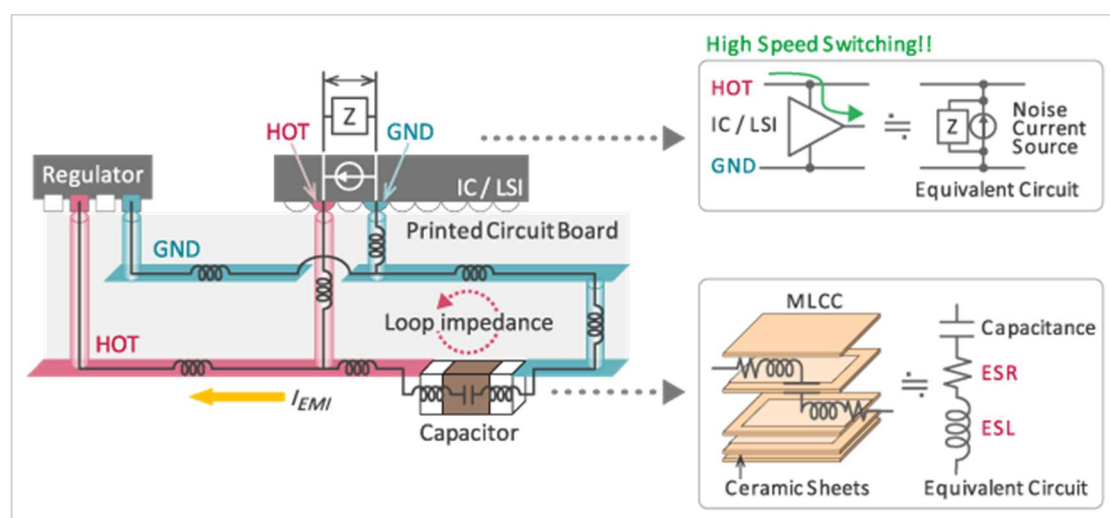 High Speed Switching!!
HOT
IC / LSI
GND
≒
Z
Noise
Current
Source
Equivalent Circuit
Z
HOT
GND
Regulator
IC / LSI
Printed Circuit Board
GND
Loop impedance
HOT
I EMI
Capacitor
MLCC
≒
Capacitance
ESR
ESL
Ceramic Sheets
Equivalent Circuit